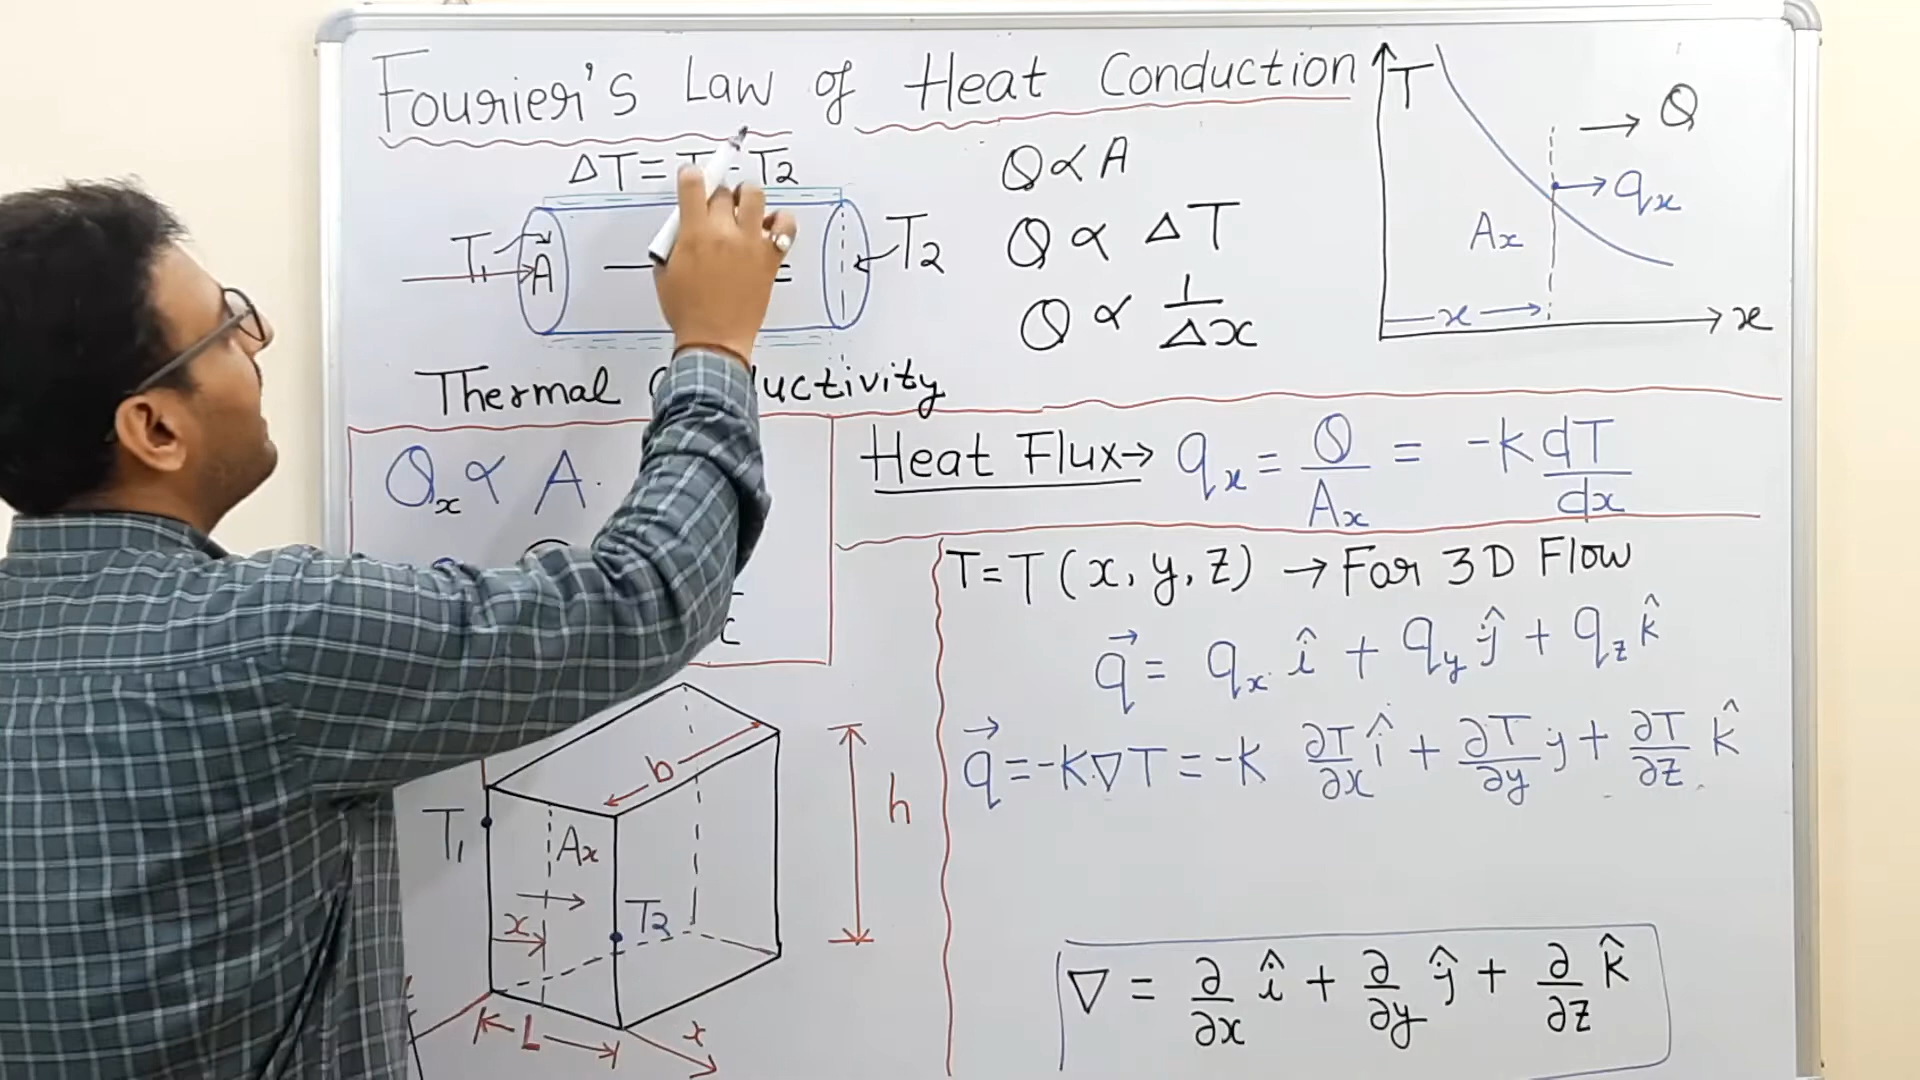 Fourier's Law of Heat Conduction
ΔT = T - T2
T1
A
T2
Q ∝ A
Q ∝ ΔT
Q ∝ 1/Δx
T
Q
qx
Ax
x
x
Thermal
Qx ∝ A
Heat Flux → qx = Q/Ax = -k dT/dx
T = T(x, y, z) → For 3D Flow
q⃗ = qx î + qy ĵ + qz k̂
q⃗ = -K∇T = -K ∂T/∂x î + ∂T/∂y j + ∂T/∂z k̂
∇ = ∂/∂x î + ∂/∂y ĵ + ∂/∂z k̂
b
h
T1
Ax
x
T2
L
x